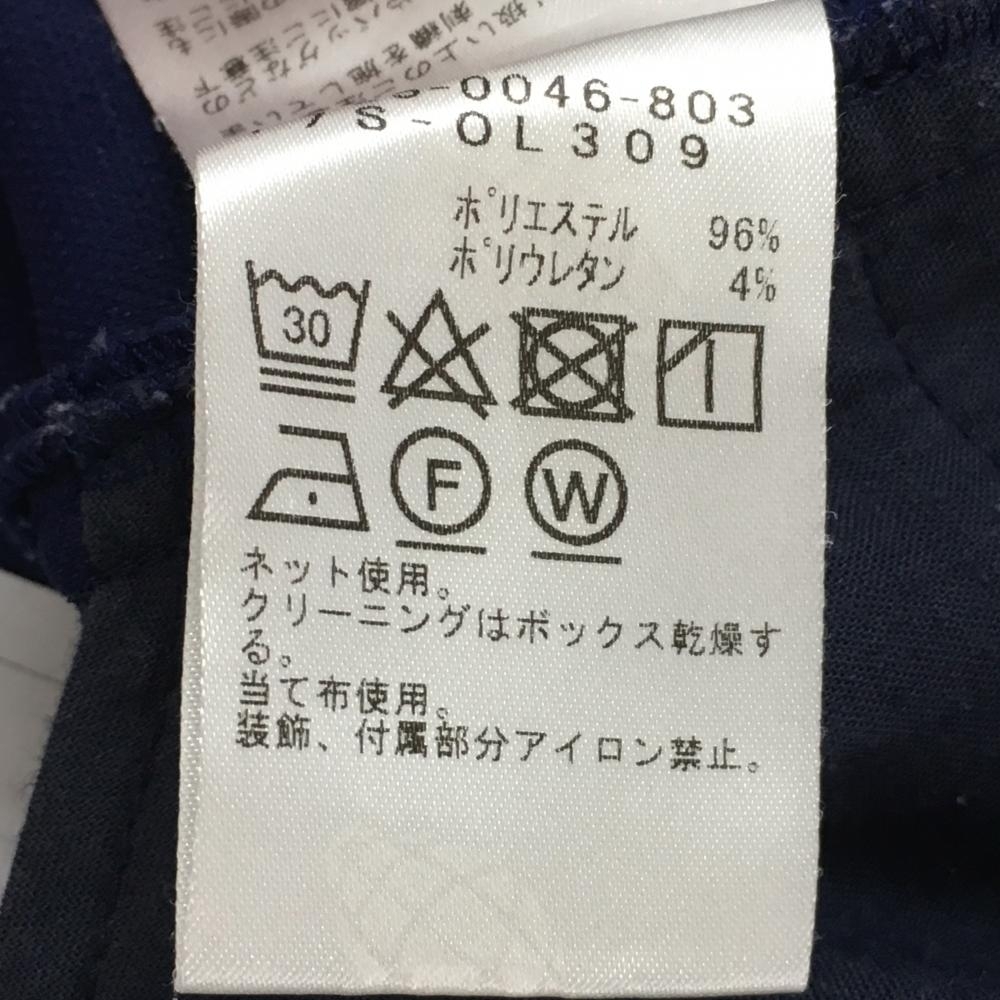 0046-803
S-OL309
ポリエステル 96%
ポリウレタン 4%
30
F W
ネット使用。
クリーニングはボックス乾燥す
る。
当て布使用。
装飾、付属部分アイロン禁止。